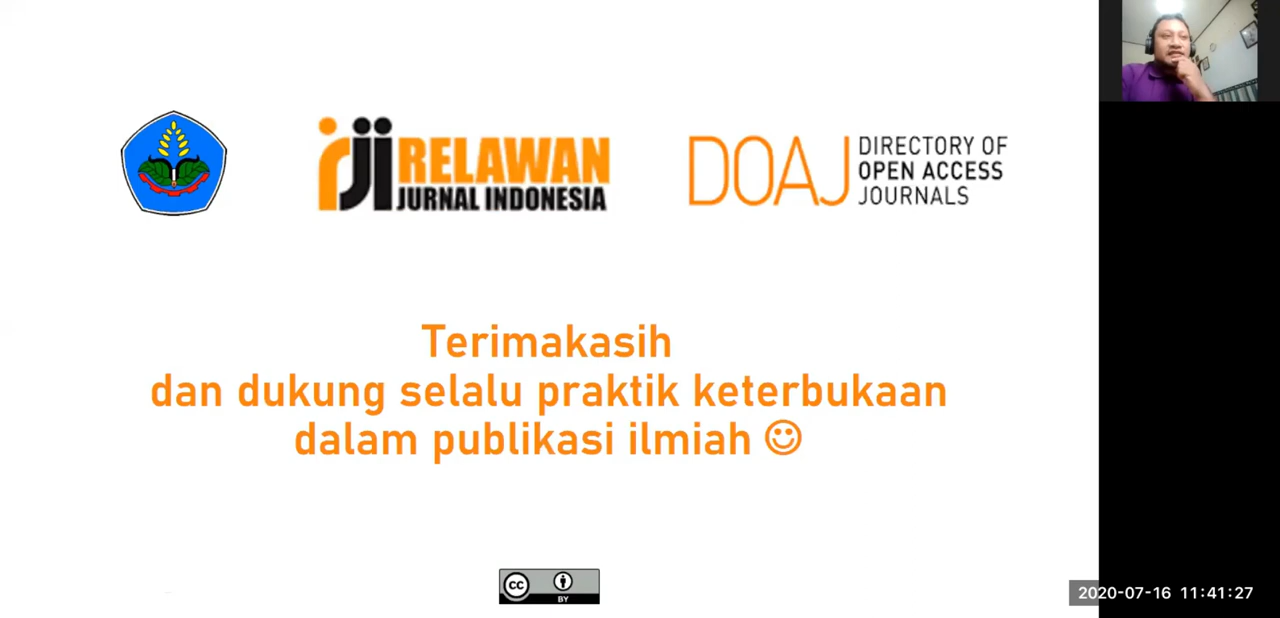 RELAWAN
JURNAL INDONESIA
DOAJ
DIRECTORY OF
OPEN ACCESS
JOURNALS
Terimakasih
dan dukung selalu praktik keterbukaan
dalam publikasi ilmiah ☺
CC
BY
2020-07-16 11:41:27